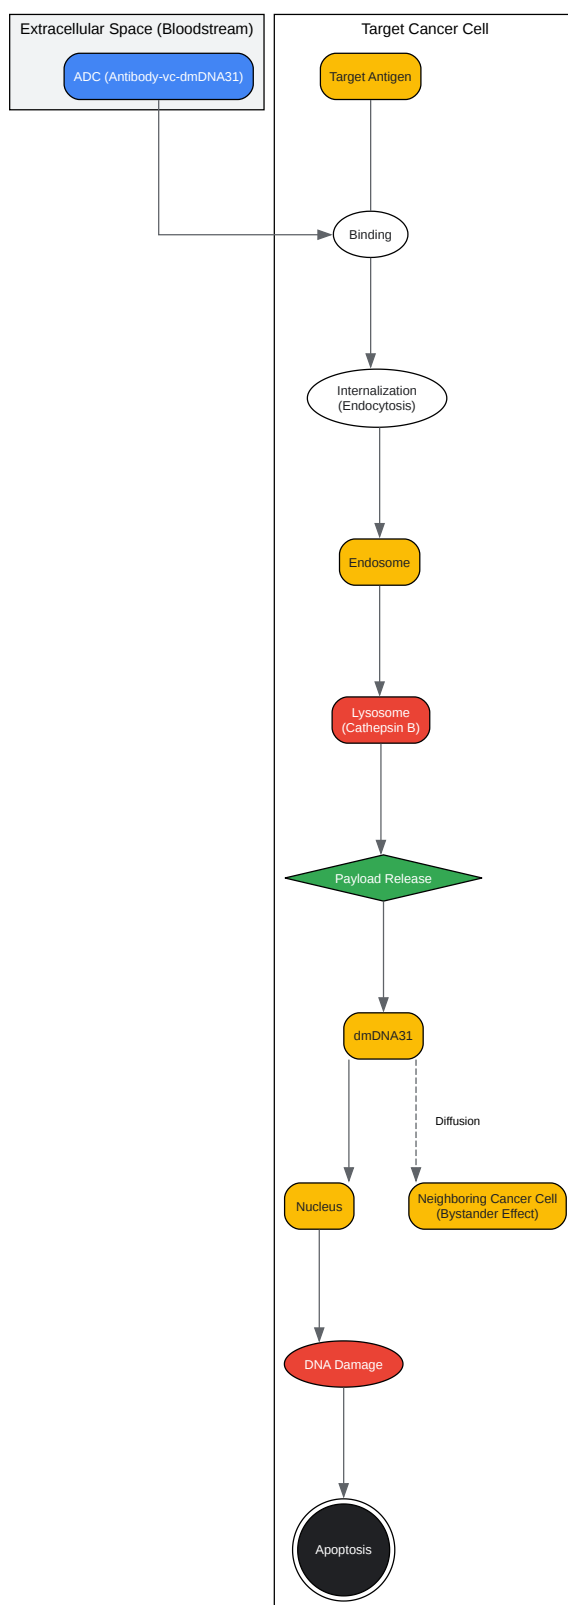 Extracellular Space (Bloodstream)
ADC (Antibody-vc-dmDNA31)
Target Cancer Cell
Target Antigen
Binding
Internalization
(Endocytosis)
Endosome
Lysosome
(Cathepsin B)
Payload Release
dmDNA31
Diffusion
Nucleus
Neighboring Cancer Cell
(Bystander Effect)
DNA Damage
Apoptosis